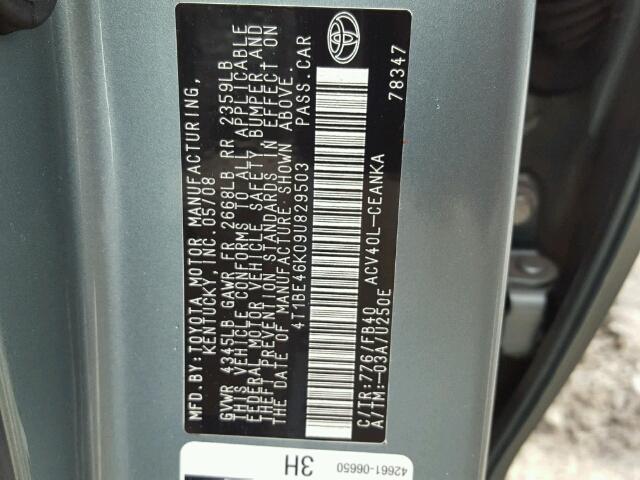 MFD. BY: TOYOTA MOTOR MANUFACTURING,
KENTUCKY, INC. 05/08
GVWR 4345LB GAWR FR 2668LB RR 2359LB
THIS VEHICLE CONFORMS TO ALL APPLICABLE
FEDERAL MOTOR VEHICLE SAFETY, BUMPER, AND
THEFT PREVENTION STANDARDS IN EFFECT ON
THE DATE OF MANUFACTURE SHOWN ABOVE.
4T1BE46K09U829503 PASS. CAR
C/TR: 776/FB40 ACV40L-CEANKA
A/TM:-03A/U250E 78347
3H
42661-06650